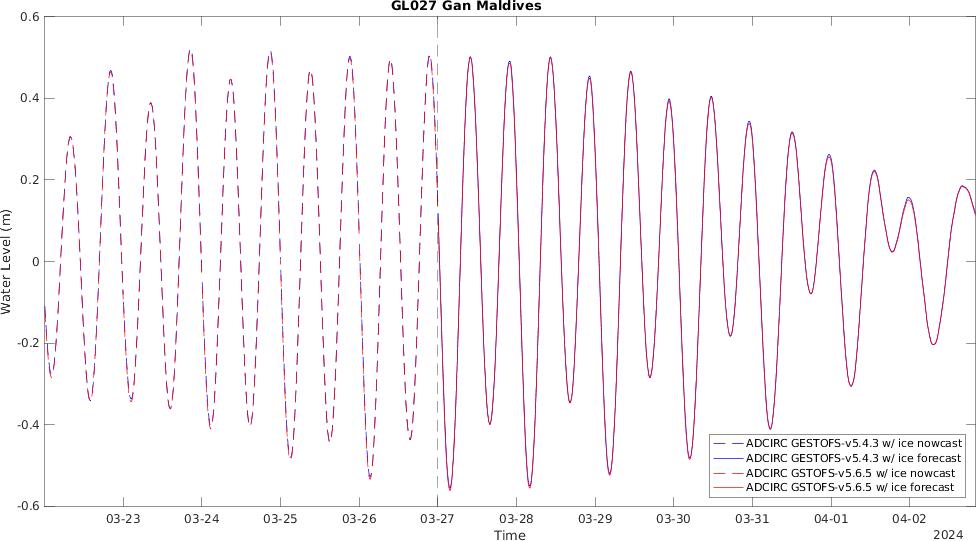 GL027 Gan Maldives
0.6
0.4
0.2
0
-0.2
-0.4
-0.6
Water Level (m)
ADCIRC GESTOFS-v5.4.3 w/ ice nowcast
ADCIRC GESTOFS-v5.4.3 w/ ice forecast
ADCIRC GSTOFS-v5.6.5 w/ ice nowcast
ADCIRC GSTOFS-v5.6.5 w/ ice forecast
03-23 03-24 03-25 03-26 03-27 03-28 03-29 03-30 03-31 04-01 04-02
Time
2024